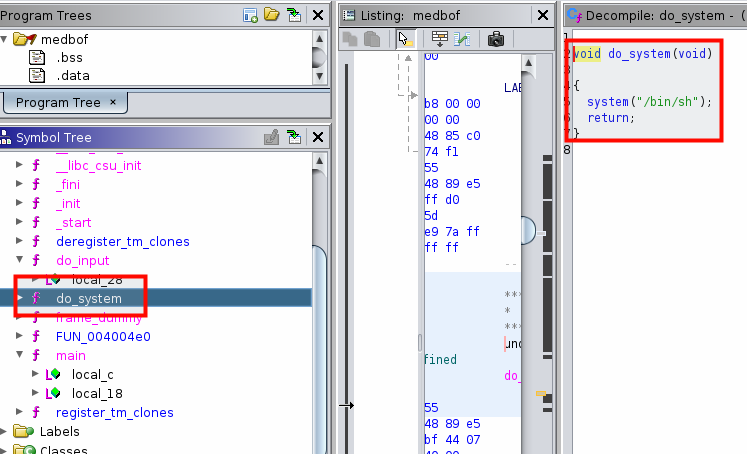 Program Trees
medbof
.bss
.data
Program Tree ×
Symbol Tree
__libc_csu_init
_fini
_init
_start
deregister_tm_clones
do_input
local_28
do_system
frame_dummy
FUN_004004e0
main
local_c
local_18
register_tm_clones
Labels
Classes
Listing: medbof
00
LAB
b8 00 00
00 00
48 85 c0
74 f1
55
48 89 e5
ff d0
5d
e9 7a ff
ff ff
--
***
*
***
und
fined
do_
55
48 89 e5
bf 44 07
40 00
Decompile: do_system - (
1
2 void do_system(void)
3
4 {
5 system("/bin/sh");
6 return;
7 }
8